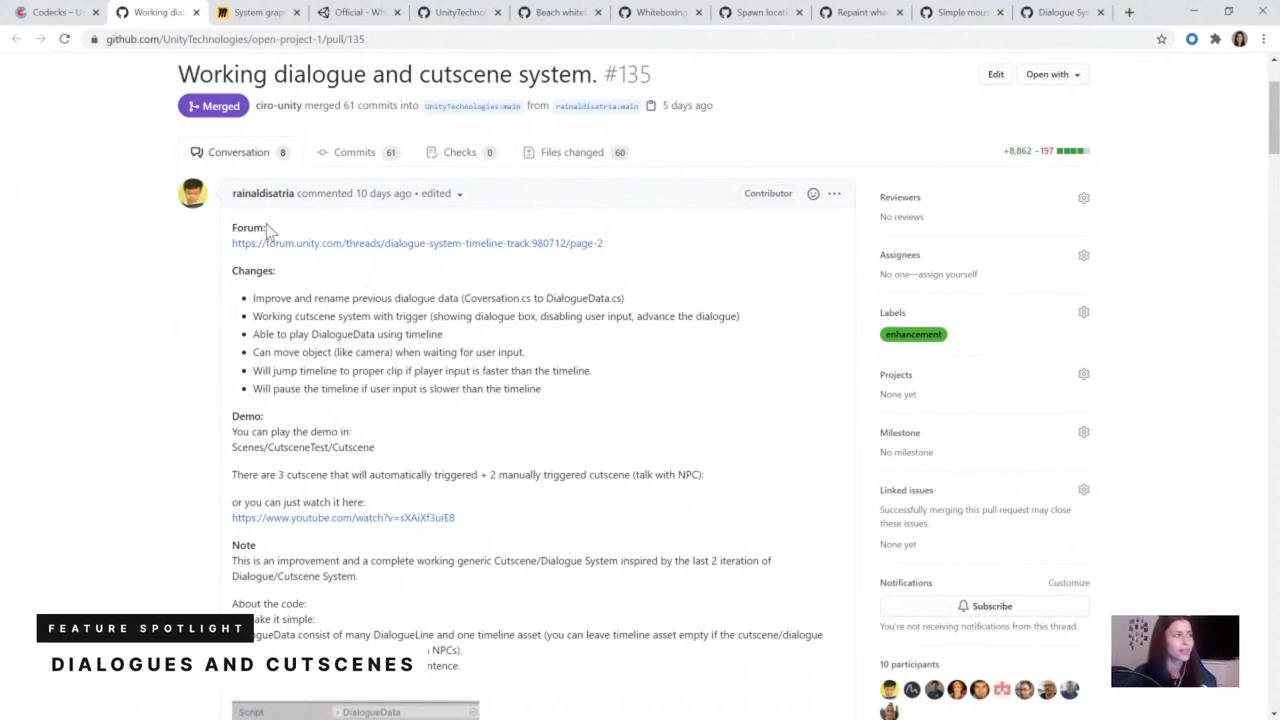 Codecks
Working dia
System grap
Official - Wh
UnityTechnol
Beach white
Whiteboxing
Spawn locati
Repaint whe
Simple mou
Dialogue Sy
github.com/UnityTechnologies/open-project-1/pull/135
Working dialogue and cutscene system. #135
Edit
Open with
Merged
ciro-unity merged 61 commits into UnityTechnologies:main from rainaldisatria:main 5 days ago
Conversation 8
Commits 61
Checks 0
Files changed 60
+8,862 −197
rainaldisatria commented 10 days ago • edited
Contributor
Forum:
https://forum.unity.com/threads/dialogue-system-timeline-track.980712/page-2
Changes:
• Improve and rename previous dialogue data (Coversation.cs to DialogueData.cs)
• Working cutscene system with trigger (showing dialogue box, disabling user input, advance the dialogue)
• Able to play DialogueData using timeline
• Can move object (like camera) when waiting for user input.
• Will jump timeline to proper clip if player input is faster than the timeline.
• Will pause the timeline if user input is slower than the timeline
Demo:
You can play the demo in:
Scenes/CutsceneTest/Cutscene
There are 3 cutscene that will automatically triggered + 2 manually triggered cutscene (talk with NPC):
or you can just watch it here:
https://www.youtube.com/watch?v=sXAiXf3uiE8
Note
This is an improvement and a complete working generic Cutscene/Dialogue System inspired by the last 2 iteration of
Dialogue/Cutscene System.
About the code:
ake it simple:
ogueData consist of many DialogueLine and one timeline asset (you can leave timeline asset empty if the cutscene/dialogue
NPCs).
ntence.
Script
DialogueData
Reviewers
No reviews
Assignees
No one—assign yourself
Labels
enhancement
Projects
None yet
Milestone
No milestone
Linked issues
Successfully merging this pull request may close
these issues.
None yet
Notifications
Customize
Subscribe
You're not receiving notifications from this thread.
10 participants
FEATURE SPOTLIGHT
DIALOGUES AND CUTSCENES